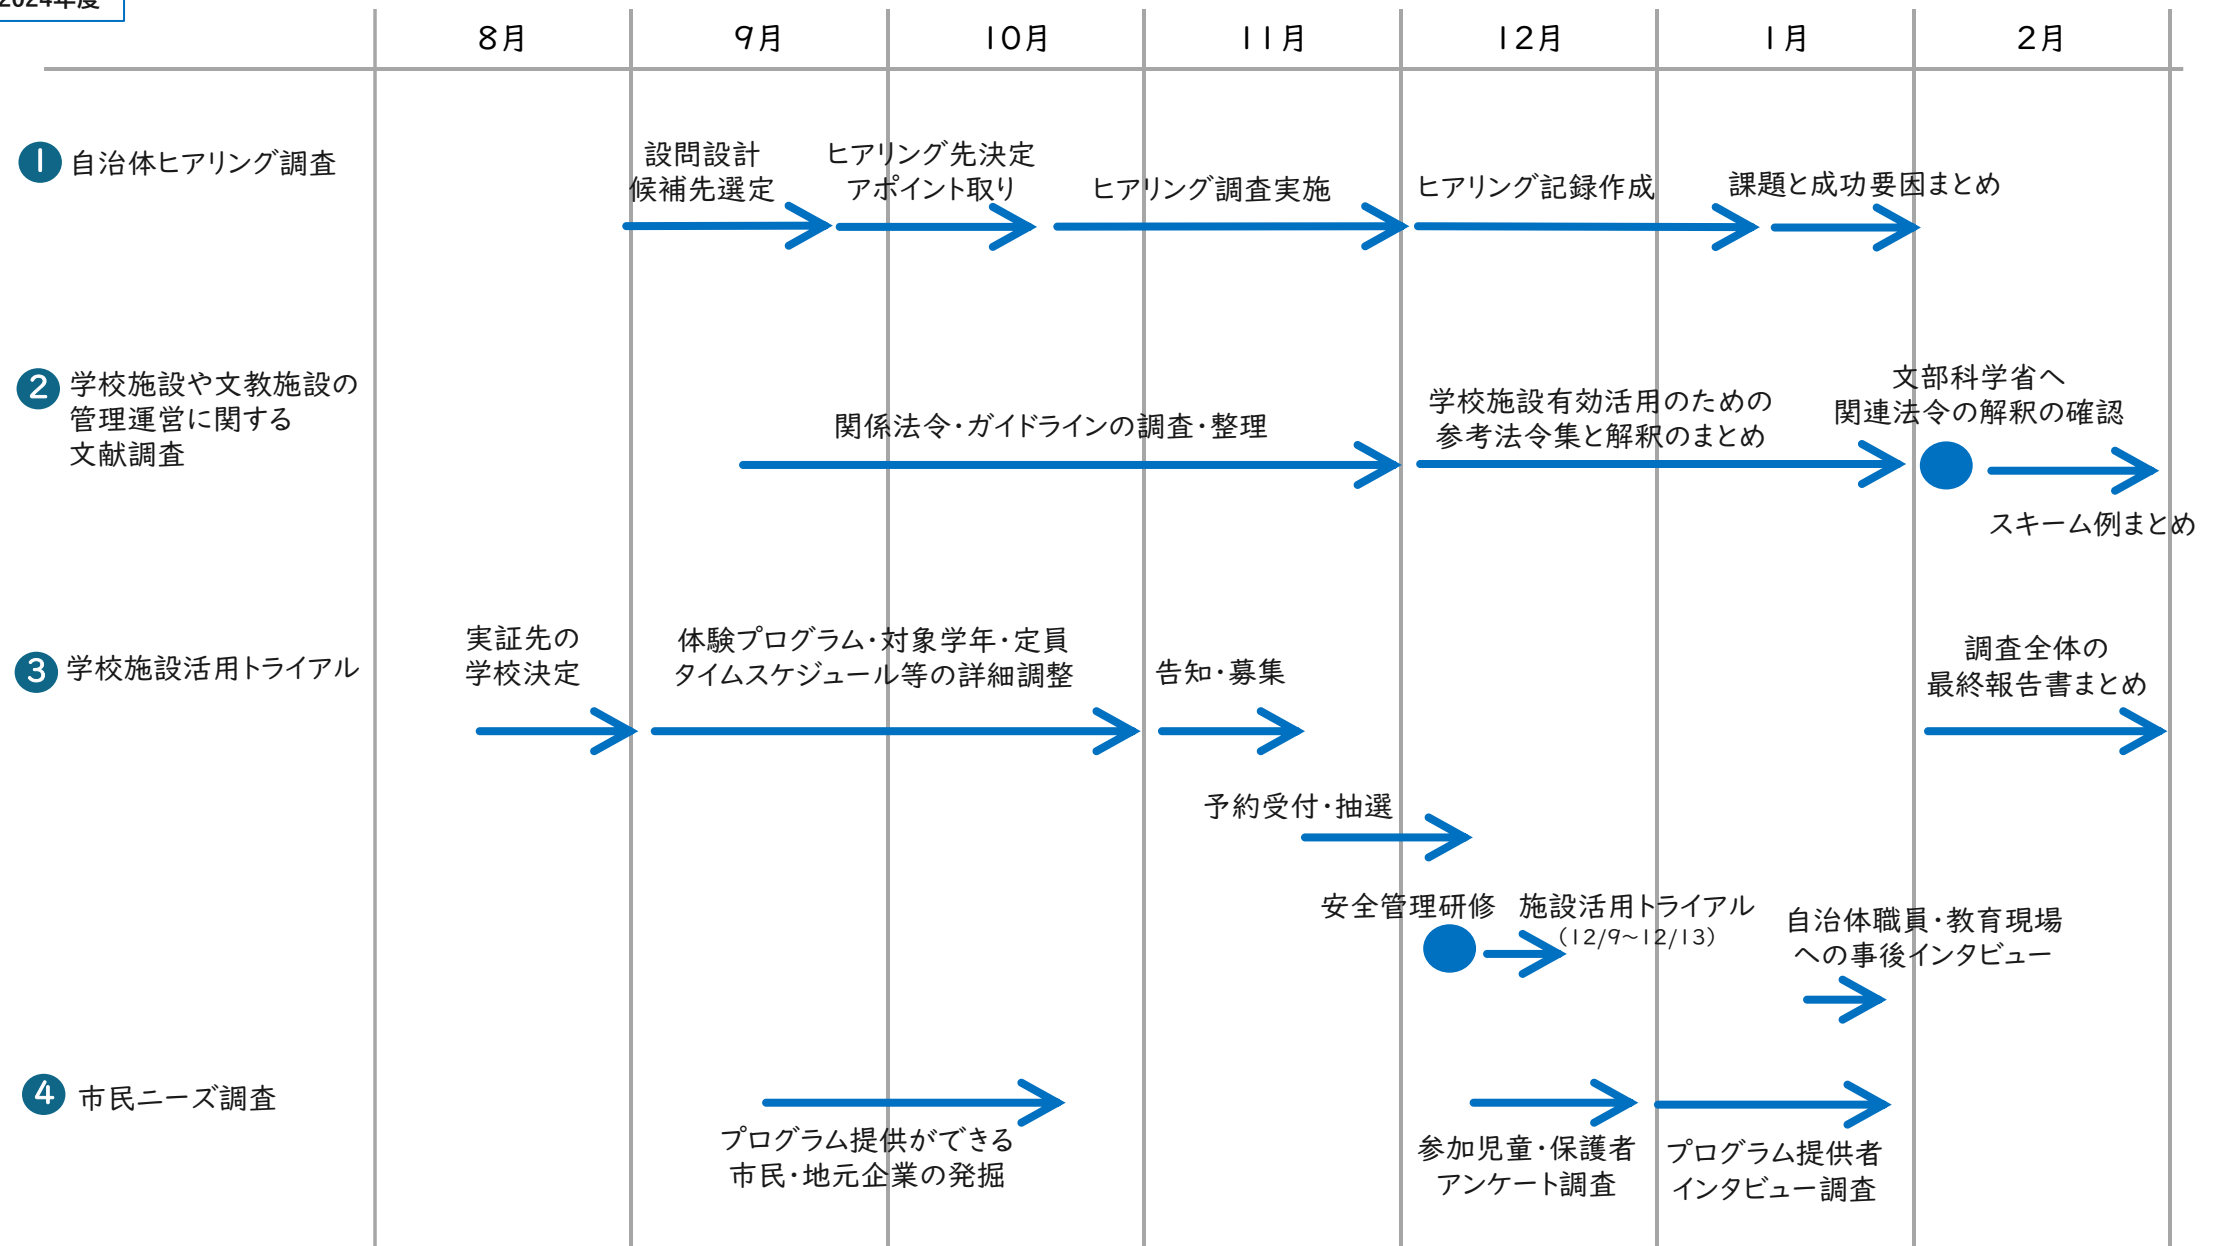 2024年度
8月
9月
10月
11月
12月
1月
2月
1 自治体ヒアリング調査
設問設計
候補先選定
ヒアリング先決定
アポイント取り
ヒアリング調査実施
ヒアリング記録作成
課題と成功要因まとめ
2 学校施設や文教施設の
管理運営に関する
文献調査
関係法令・ガイドラインの調査・整理
学校施設有効活用のための
参考法令集と解釈のまとめ
文部科学省へ
関連法令の解釈の確認
スキーム例まとめ
3 学校施設活用トライアル
実証先の
学校決定
体験プログラム・対象学年・定員
タイムスケジュール等の詳細調整
告知・募集
調査全体の
最終報告書まとめ
予約受付・抽選
安全管理研修
施設活用トライアル
(12/9~12/13)
自治体職員・教育現場
への事後インタビュー
4 市民ニーズ調査
プログラム提供ができる
市民・地元企業の発掘
参加児童・保護者
アンケート調査
プログラム提供者
インタビュー調査